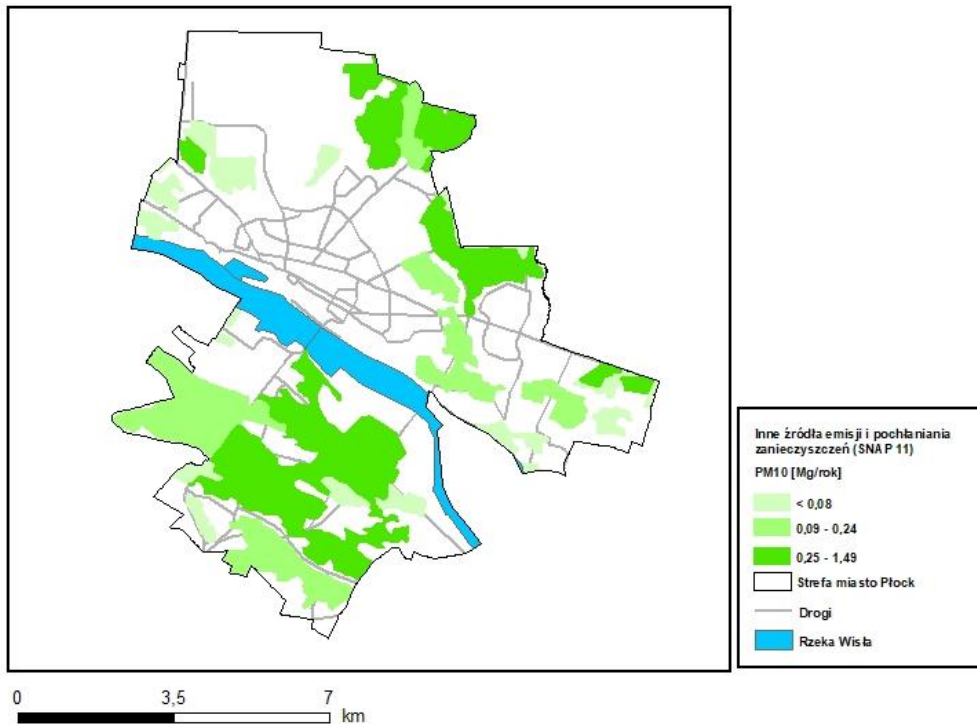 Inne źródła emisji i pochłaniania
zanieczyszczeń (SNAP 11)
PM10 [Mg/rok]
< 0,08
0,09 - 0,24
0,25 - 1,49
Strefa miasto Płock
Drogi
Rzeka Wisła
0 3,5 7
km